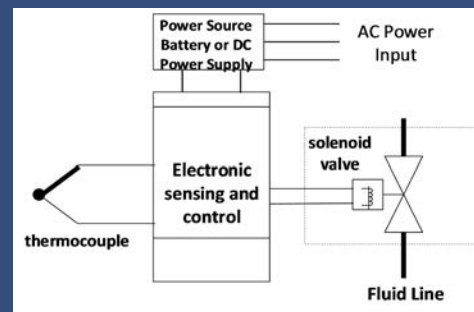 Power Source
Battery or DC
Power Supply
AC Power
Input
solenoid
valve
Electronic
sensing and
control
thermocouple
Fluid Line